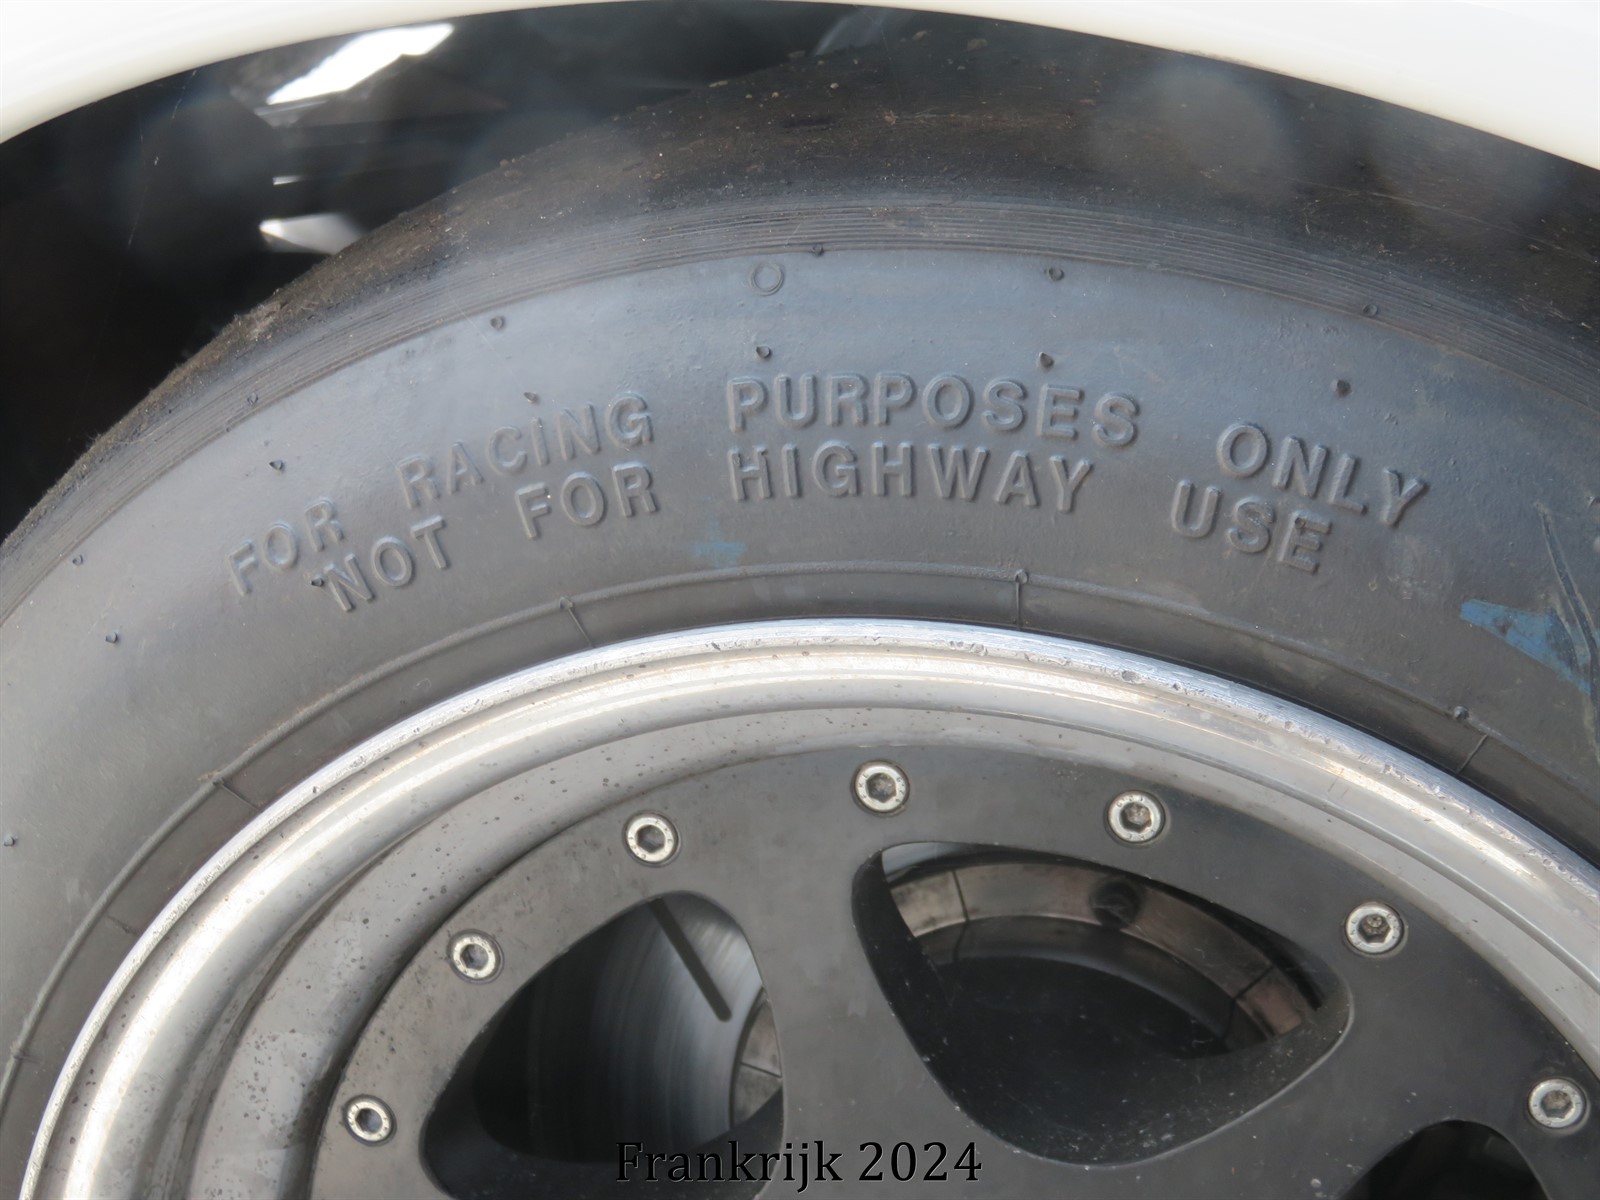 FOR RACING PURPOSES ONLY
NOT FOR HIGHWAY USE
Frankrijk 2024